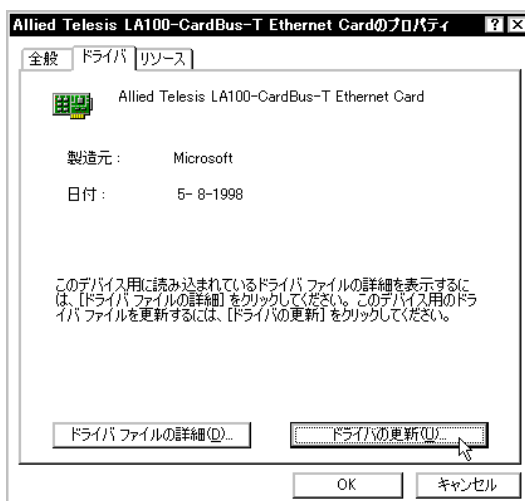 Allied Telesis LA100-CardBus-T Ethernet Cardのプロパティ
全般 ドライバ リソース
Allied Telesis LA100-CardBus-T Ethernet Card
製造元： Microsoft
日付： 5- 8-1998
このデバイス用に読み込まれているドライバ ファイルの詳細を表示するに
は、[ドライバ ファイルの詳細] をクリックしてください。このデバイス用のドラ
イバ ファイルを更新するには、[ドライバの更新] をクリックしてください。
ドライバ ファイルの詳細(D)... ドライバの更新(U)...
OK キャンセル